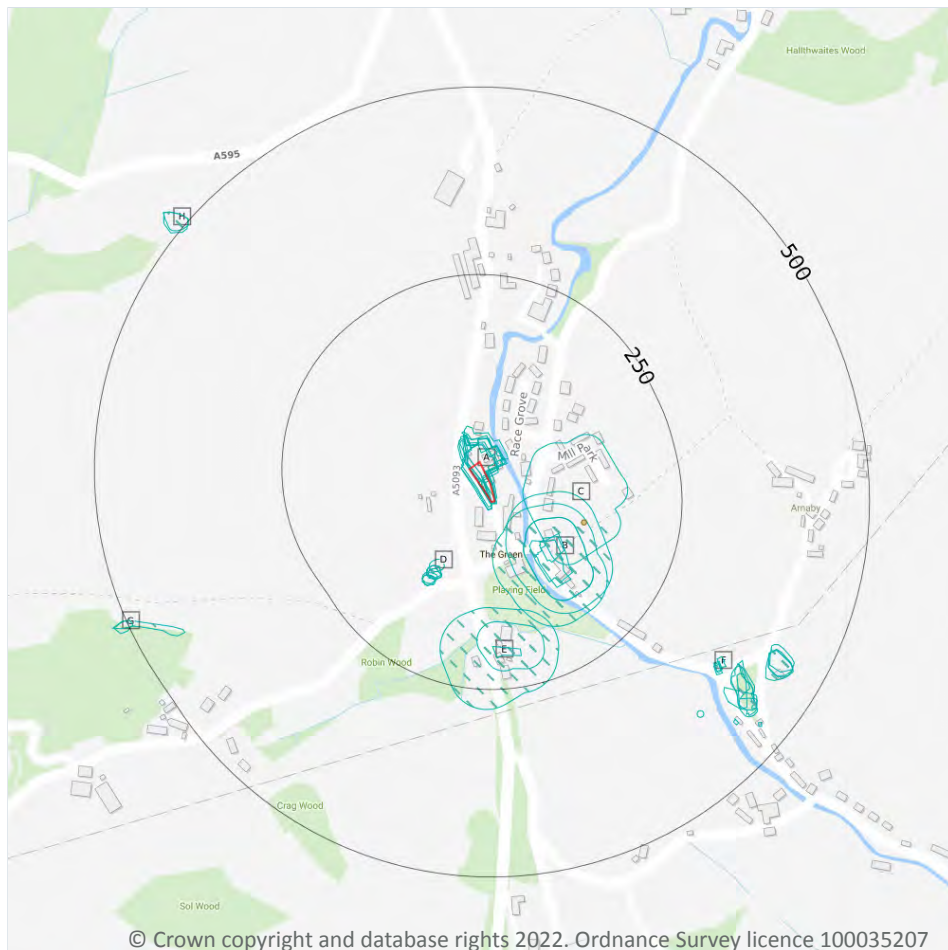 Hallthwaites Wood
A595
H
500
250
Race Grove
A
Mill Park
A5093
C
Arnaby
B
The Green
D
Playing Field
G
E
F
Robin Wood
Crag Wood
Sol Wood
© Crown copyright and database rights 2022. Ordnance Survey licence 100035207